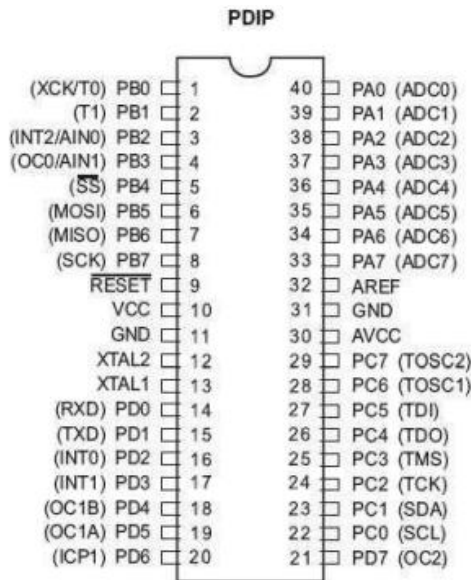 PDIP
(XCK/T0) PB0 1 40 PA0 (ADC0)
(T1) PB1 2 39 PA1 (ADC1)
(INT2/AIN0) PB2 3 38 PA2 (ADC2)
(OC0/AIN1) PB3 4 37 PA3 (ADC3)
(SS) PB4 5 36 PA4 (ADC4)
(MOSI) PB5 6 35 PA5 (ADC5)
(MISO) PB6 7 34 PA6 (ADC6)
(SCK) PB7 8 33 PA7 (ADC7)
RESET 9 32 AREF
VCC 10 31 GND
GND 11 30 AVCC
XTAL2 12 29 PC7 (TOSC2)
XTAL1 13 28 PC6 (TOSC1)
(RXD) PD0 14 27 PC5 (TDI)
(TXD) PD1 15 26 PC4 (TDO)
(INT0) PD2 16 25 PC3 (TMS)
(INT1) PD3 17 24 PC2 (TCK)
(OC1B) PD4 18 23 PC1 (SDA)
(OC1A) PD5 19 22 PC0 (SCL)
(ICP1) PD6 20 21 PD7 (OC2)